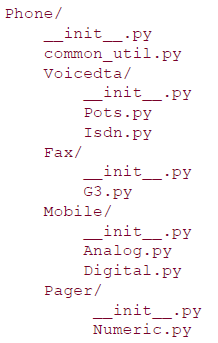 Phone/
    __init__.py
    common_util.py
    Voicedta/
        __init__.py
        Pots.py
        Isdn.py
    Fax/
        __init__.py
        G3.py
    Mobile/
        __init__.py
        Analog.py
        Digital.py
    Pager/
         __init__.py
         Numeric.py